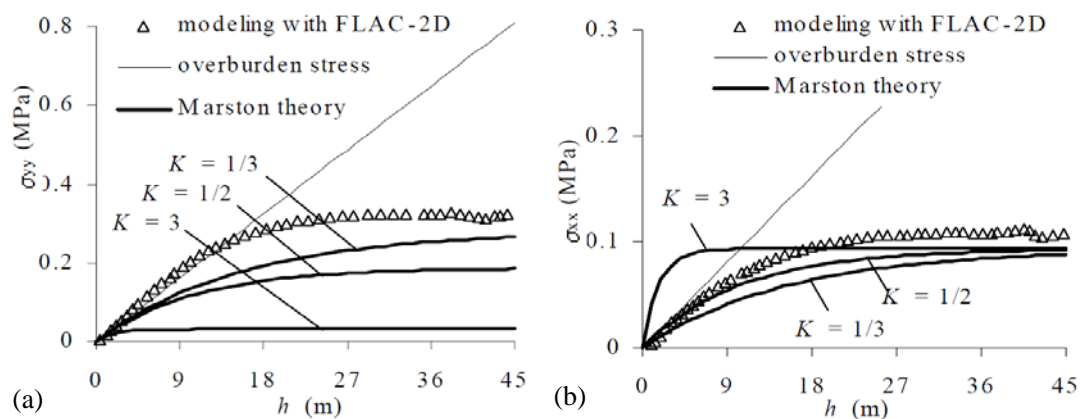 0.8
0.6
0.4
0.2
0
σyy (MPa)
modeling with FLAC-2D
overburden stress
Marston theory
K = 1/3
K = 1/2
K = 3
0 9 18 27 36 45
h (m)
(a)
0.3
0.2
0.1
0
σxx (MPa)
modeling with FLAC-2D
overburden stress
Marston theory
K = 3
K = 1/2
K = 1/3
0 9 18 27 36 45
h (m)
(b)